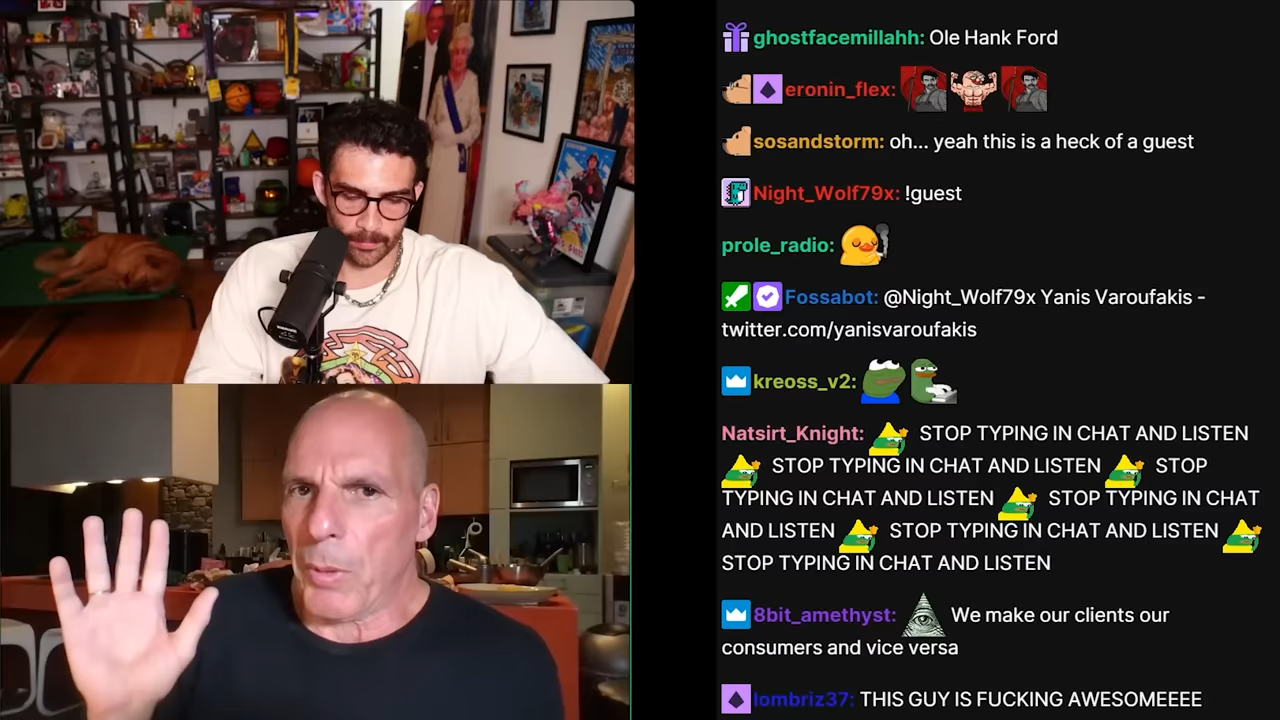 ghostfacemillahh: Ole Hank Ford
eronin_flex:
sosandstorm: oh... yeah this is a heck of a guest
Night_Wolf79x: !guest
prole_radio:
Fossabot: @Night_Wolf79x Yanis Varoufakis -
twitter.com/yanisvaroufakis
kreoss_v2:
Natsirt_Knight: STOP TYPING IN CHAT AND LISTEN
STOP TYPING IN CHAT AND LISTEN STOP
TYPING IN CHAT AND LISTEN STOP TYPING IN CHAT
AND LISTEN STOP TYPING IN CHAT AND LISTEN
STOP TYPING IN CHAT AND LISTEN
8bit_amethyst: We make our clients our
consumers and vice versa
lombriz37: THIS GUY IS FUCKING AWESOMEEEE